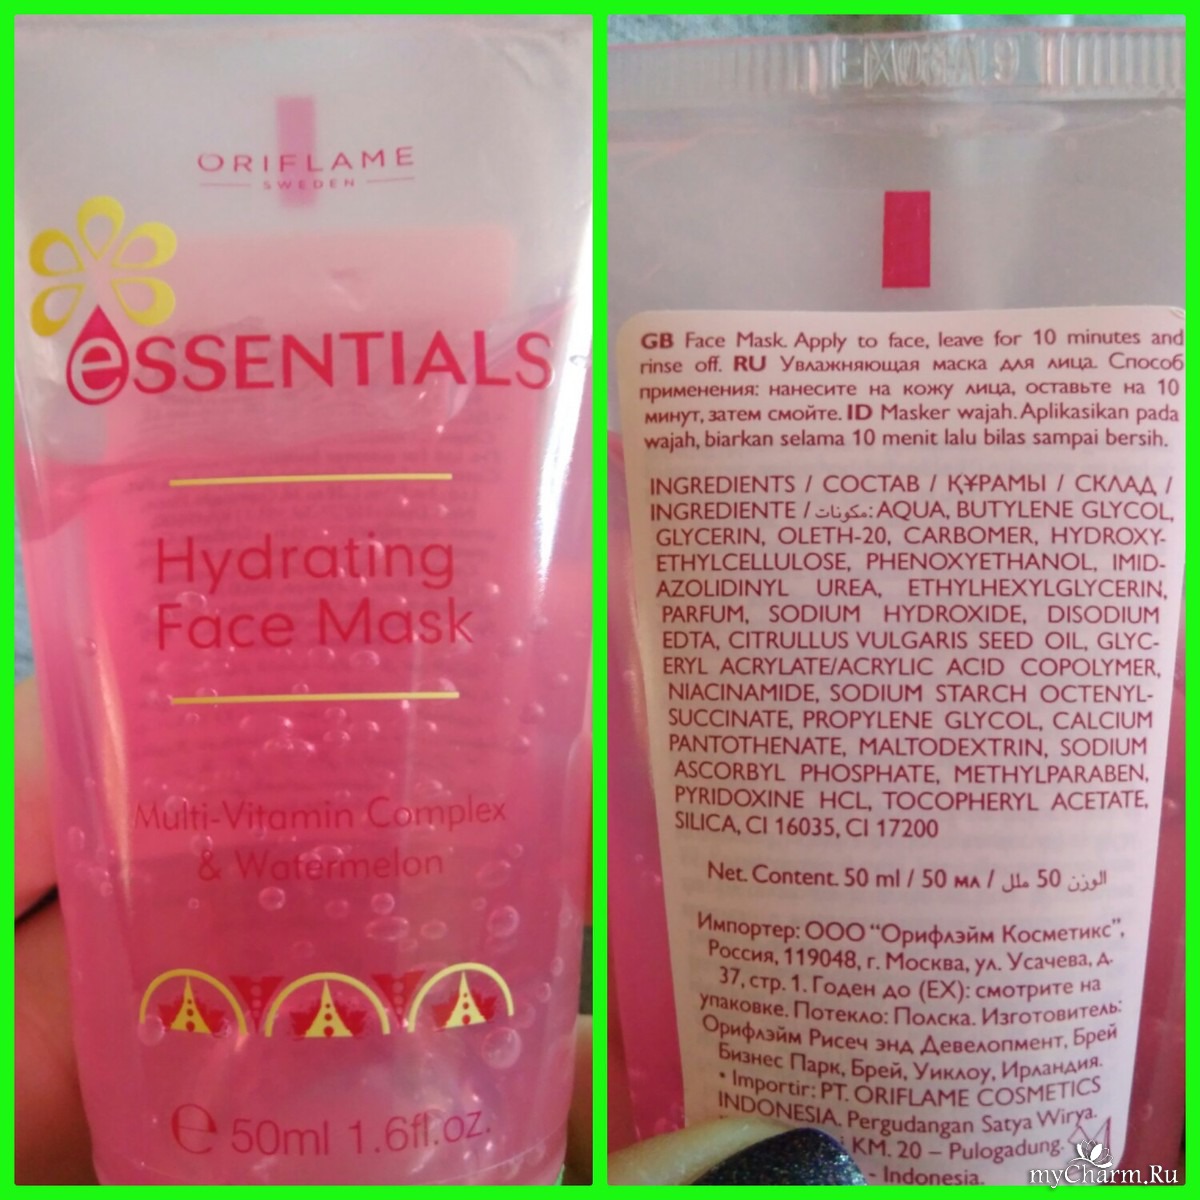 ORIFLAME
SWEDEN
eSSENTIALS
Hydrating
Face Mask
Multi-Vitamin Complex
& Watermelon
e 50ml 1.6fl.oz.
GB Face Mask. Apply to face, leave for 10 minutes and
rinse off. RU Увлажняющая маска для лица. Способ
применения: нанесите на кожу лица, оставьте на 10
минут, затем смойте. ID Masker wajah. Aplikasikan pada
wajah, biarkan selama 10 menit lalu bilas sampai bersih.
INGREDIENTS / СОСТАВ / ҚҰРАМЫ / СКЛАД /
INGREDIENTE / مكونات: AQUA, BUTYLENE GLYCOL,
GLYCERIN, OLETH-20, CARBOMER, HYDROXY-
ETHYLCELLULOSE, PHENOXYETHANOL, IMID-
AZOLIDINYL UREA, ETHYLHEXYLGLYCERIN,
PARFUM, SODIUM HYDROXIDE, DISODIUM
EDTA, CITRULLUS VULGARIS SEED OIL, GLYC-
ERYL ACRYLATE/ACRYLIC ACID COPOLYMER,
NIACINAMIDE, SODIUM STARCH OCTENYL-
SUCCINATE, PROPYLENE GLYCOL, CALCIUM
PANTOTHENATE, MALTODEXTRIN, SODIUM
ASCORBYL PHOSPHATE, METHYLPARABEN,
PYRIDOXINE HCL, TOCOPHERYL ACETATE,
SILICA, CI 16035, CI 17200
Net. Content. 50 ml / 50 мл / الوزن 50 ملل
Импортер: ООО "Орифлэйм Косметикс",
Россия, 119048, г. Москва, ул. Усачева, д.
37, стр. 1. Годен до (EX): смотрите на
упаковке. Потекло: Полска. Изготовитель:
Орифлэйм Рисеч энд Девелопмент, Брей
Бизнес Парк, Брей, Уиклоу, Ирландия.
• Importir: PT. ORIFLAME COSMETICS
INDONESIA. Pergudangan Satya Wirya.
KM. 20 – Pulogadung.
- Indonesia.
myCharm.Ru